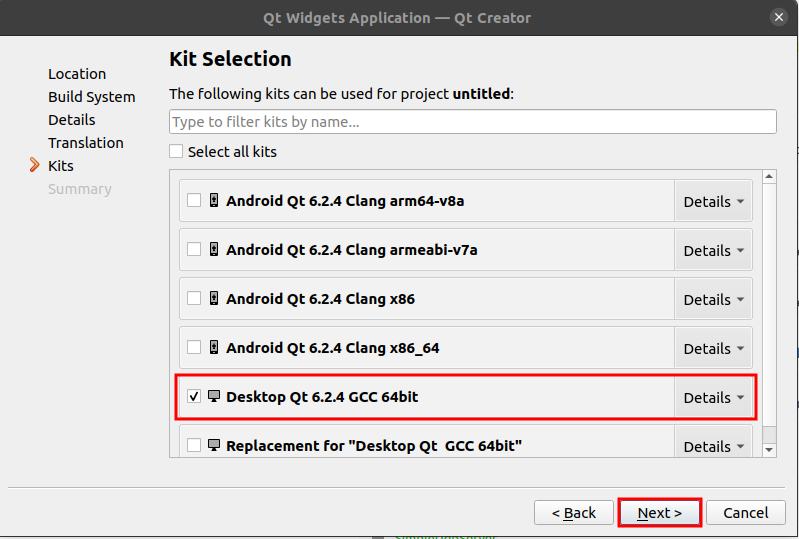 Qt Widgets Application — Qt Creator
Kit Selection
Location
Build System
Details
Translation
Kits
Summary
The following kits can be used for project untitled:
Type to filter kits by name...
Select all kits
Android Qt 6.2.4 Clang arm64-v8a Details
Android Qt 6.2.4 Clang armeabi-v7a Details
Android Qt 6.2.4 Clang x86 Details
Android Qt 6.2.4 Clang x86_64 Details
Desktop Qt 6.2.4 GCC 64bit Details
Replacement for "Desktop Qt  GCC 64bit" Details
< Back Next > Cancel